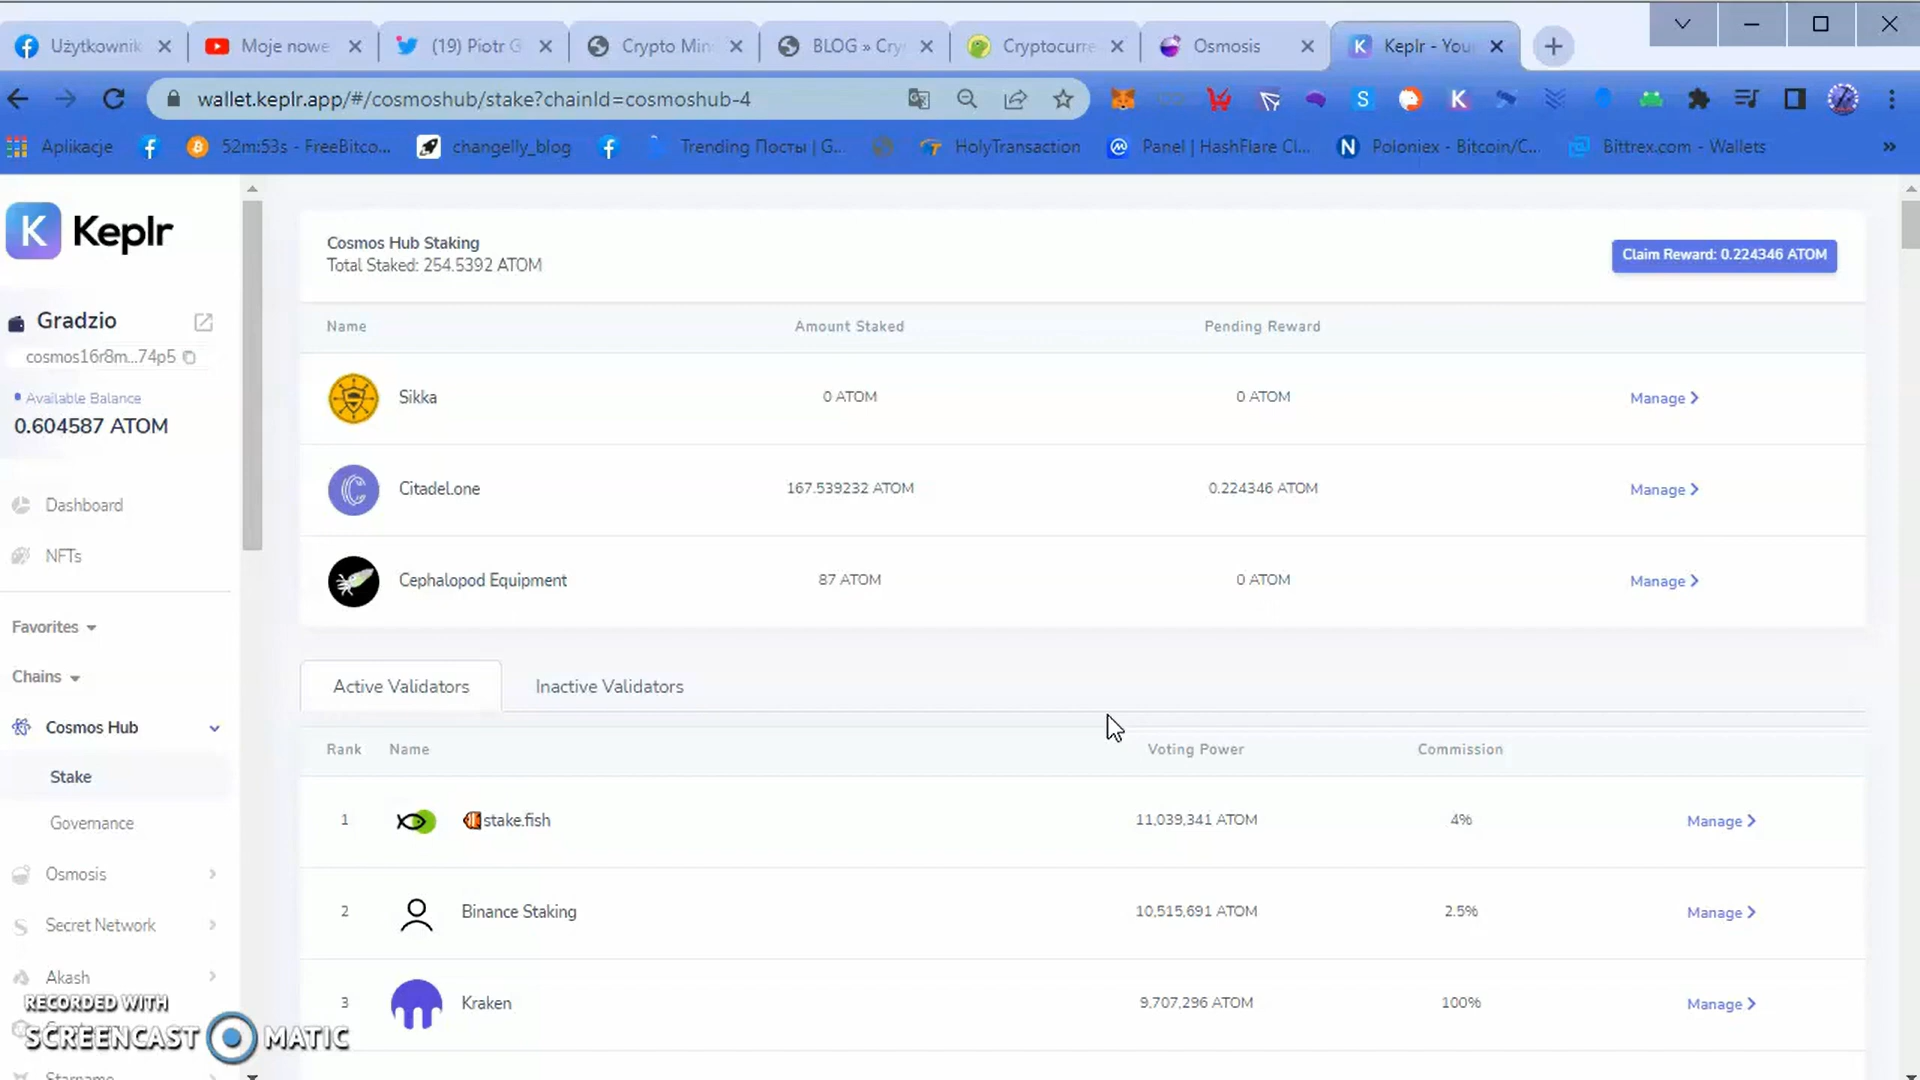 Użytkownik
Moje nowe
(19) Piotr G
Crypto Min
BLOG » Cry
Cryptocurre
Osmosis
Keplr - You
wallet.keplr.app/#/cosmoshub/stake?chainId=cosmoshub-4
Aplikacje
52m:53s - FreeBitco...
changelly_blog
Trending Посты | G...
HolyTransaction
Panel | HashFlare Cl...
Poloniex - Bitcoin/C...
Bittrex.com - Wallets
»
K Keplr
Gradzio
cosmos16r8m...74p5
Available Balance
0.604587 ATOM
Dashboard
NFTs
Favorites
Chains
Cosmos Hub
Stake
Governance
Osmosis
Secret Network
Akash
Starname
RECORDED WITH
SCREENCAST MATIC
Cosmos Hub Staking
Total Staked: 254.5392 ATOM
Claim Reward: 0.224346 ATOM
Name Amount Staked Pending Reward
Sikka 0 ATOM 0 ATOM Manage
Citadel.one 167.539232 ATOM 0.224346 ATOM Manage
Cephalopod Equipment 87 ATOM 0 ATOM Manage
Active Validators Inactive Validators
Rank Name Voting Power Commission
1 stake.fish 11,039,341 ATOM 4% Manage
2 Binance Staking 10,515,691 ATOM 2.5% Manage
3 Kraken 9,707,296 ATOM 100% Manage